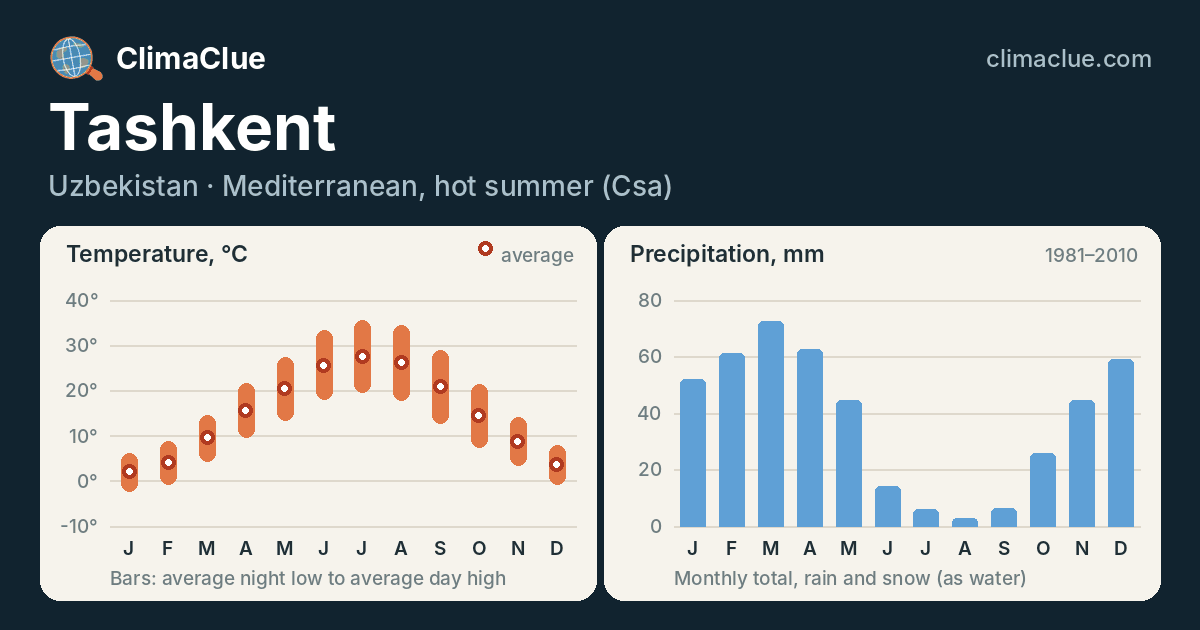 ClimaClue
climaclue.com
Tashkent
Uzbekistan · Mediterranean, hot summer (Csa)
Temperature, °C
average
40°
30°
20°
10°
0°
-10°
J F M A M J J A S O N D
Bars: average night low to average day high
Precipitation, mm
1981–2010
80
60
40
20
0
J F M A M J J A S O N D
Monthly total, rain and snow (as water)